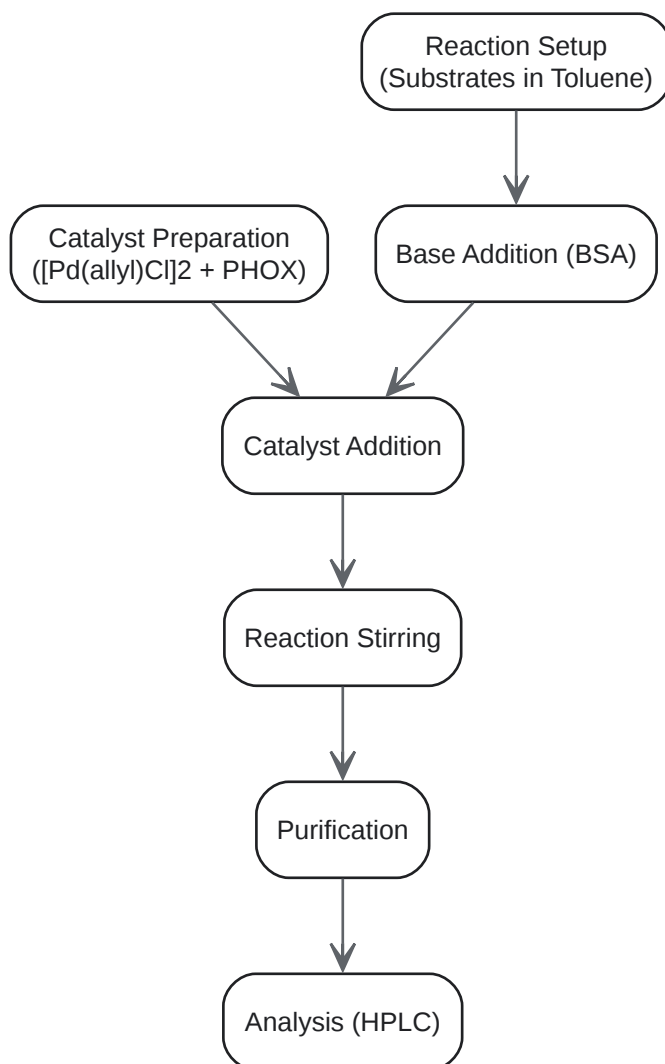 Reaction Setup
(Substrates in Toluene)
Catalyst Preparation
([Pd(allyl)Cl]2 + PHOX)
Base Addition (BSA)
Catalyst Addition
Reaction Stirring
Purification
Analysis (HPLC)